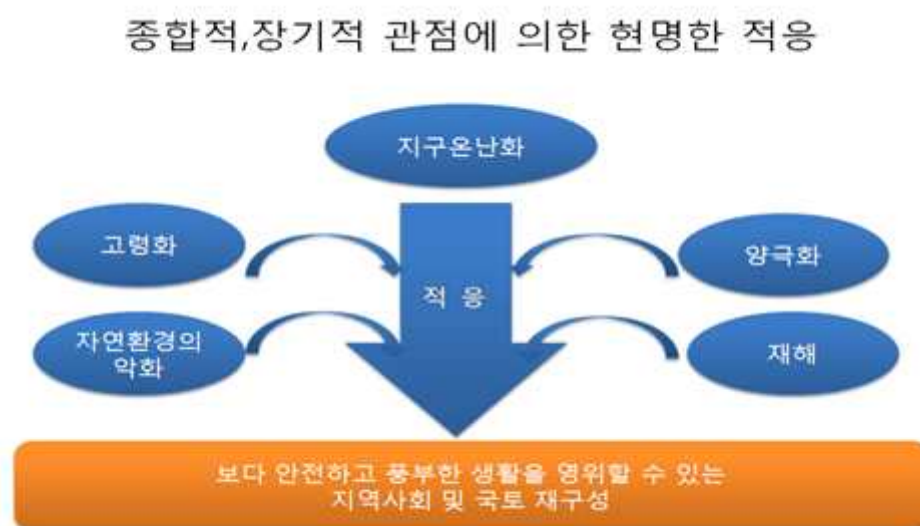 종합적,장기적 관점에 의한 현명한 적응
지구온난화
고령화
양극화
적 응
자연환경의
악화
재해
보다 안전하고 풍부한 생활을 영위할 수 있는
지역사회 및 국토 재구성